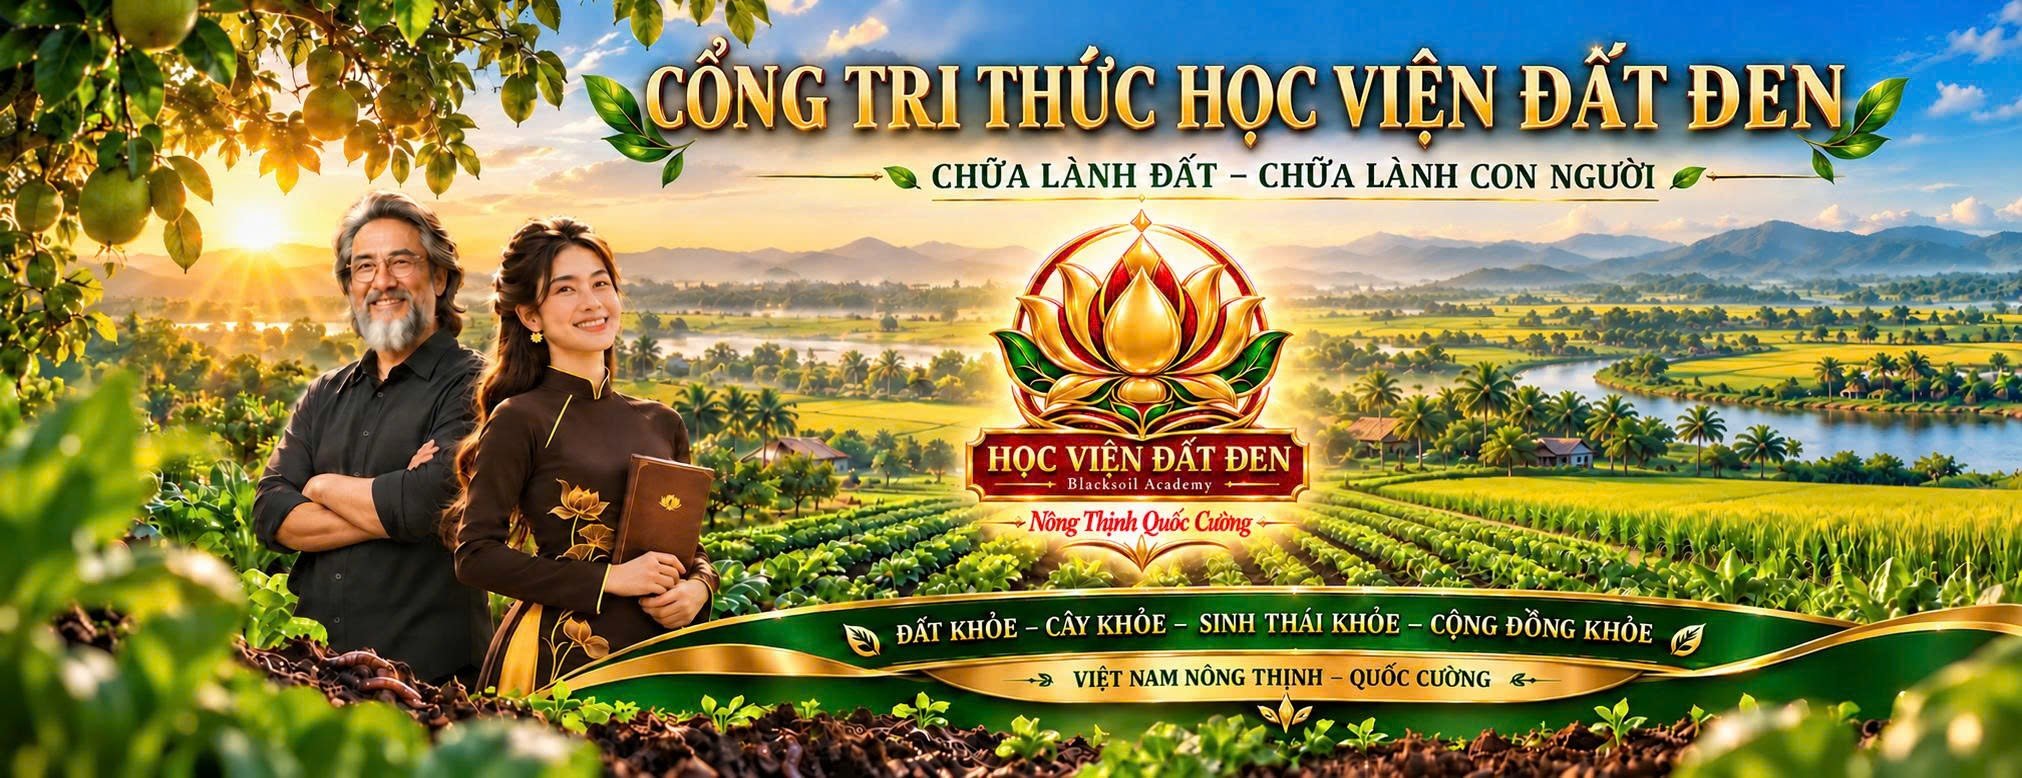 CỔNG TRI THỨC HỌC VIỆN ĐẤT ĐEN
CHỮA LÀNH ĐẤT – CHỮA LÀNH CON NGƯỜI
HỌC VIỆN ĐẤT ĐEN
Blacksoil Academy
Nông Thịnh Quốc Cường
ĐẤT KHỎE – CÂY KHỎE – SINH THÁI KHỎE – CỘNG ĐỒNG KHỎE
VIỆT NAM NÔNG THỊNH – QUỐC CƯỜNG